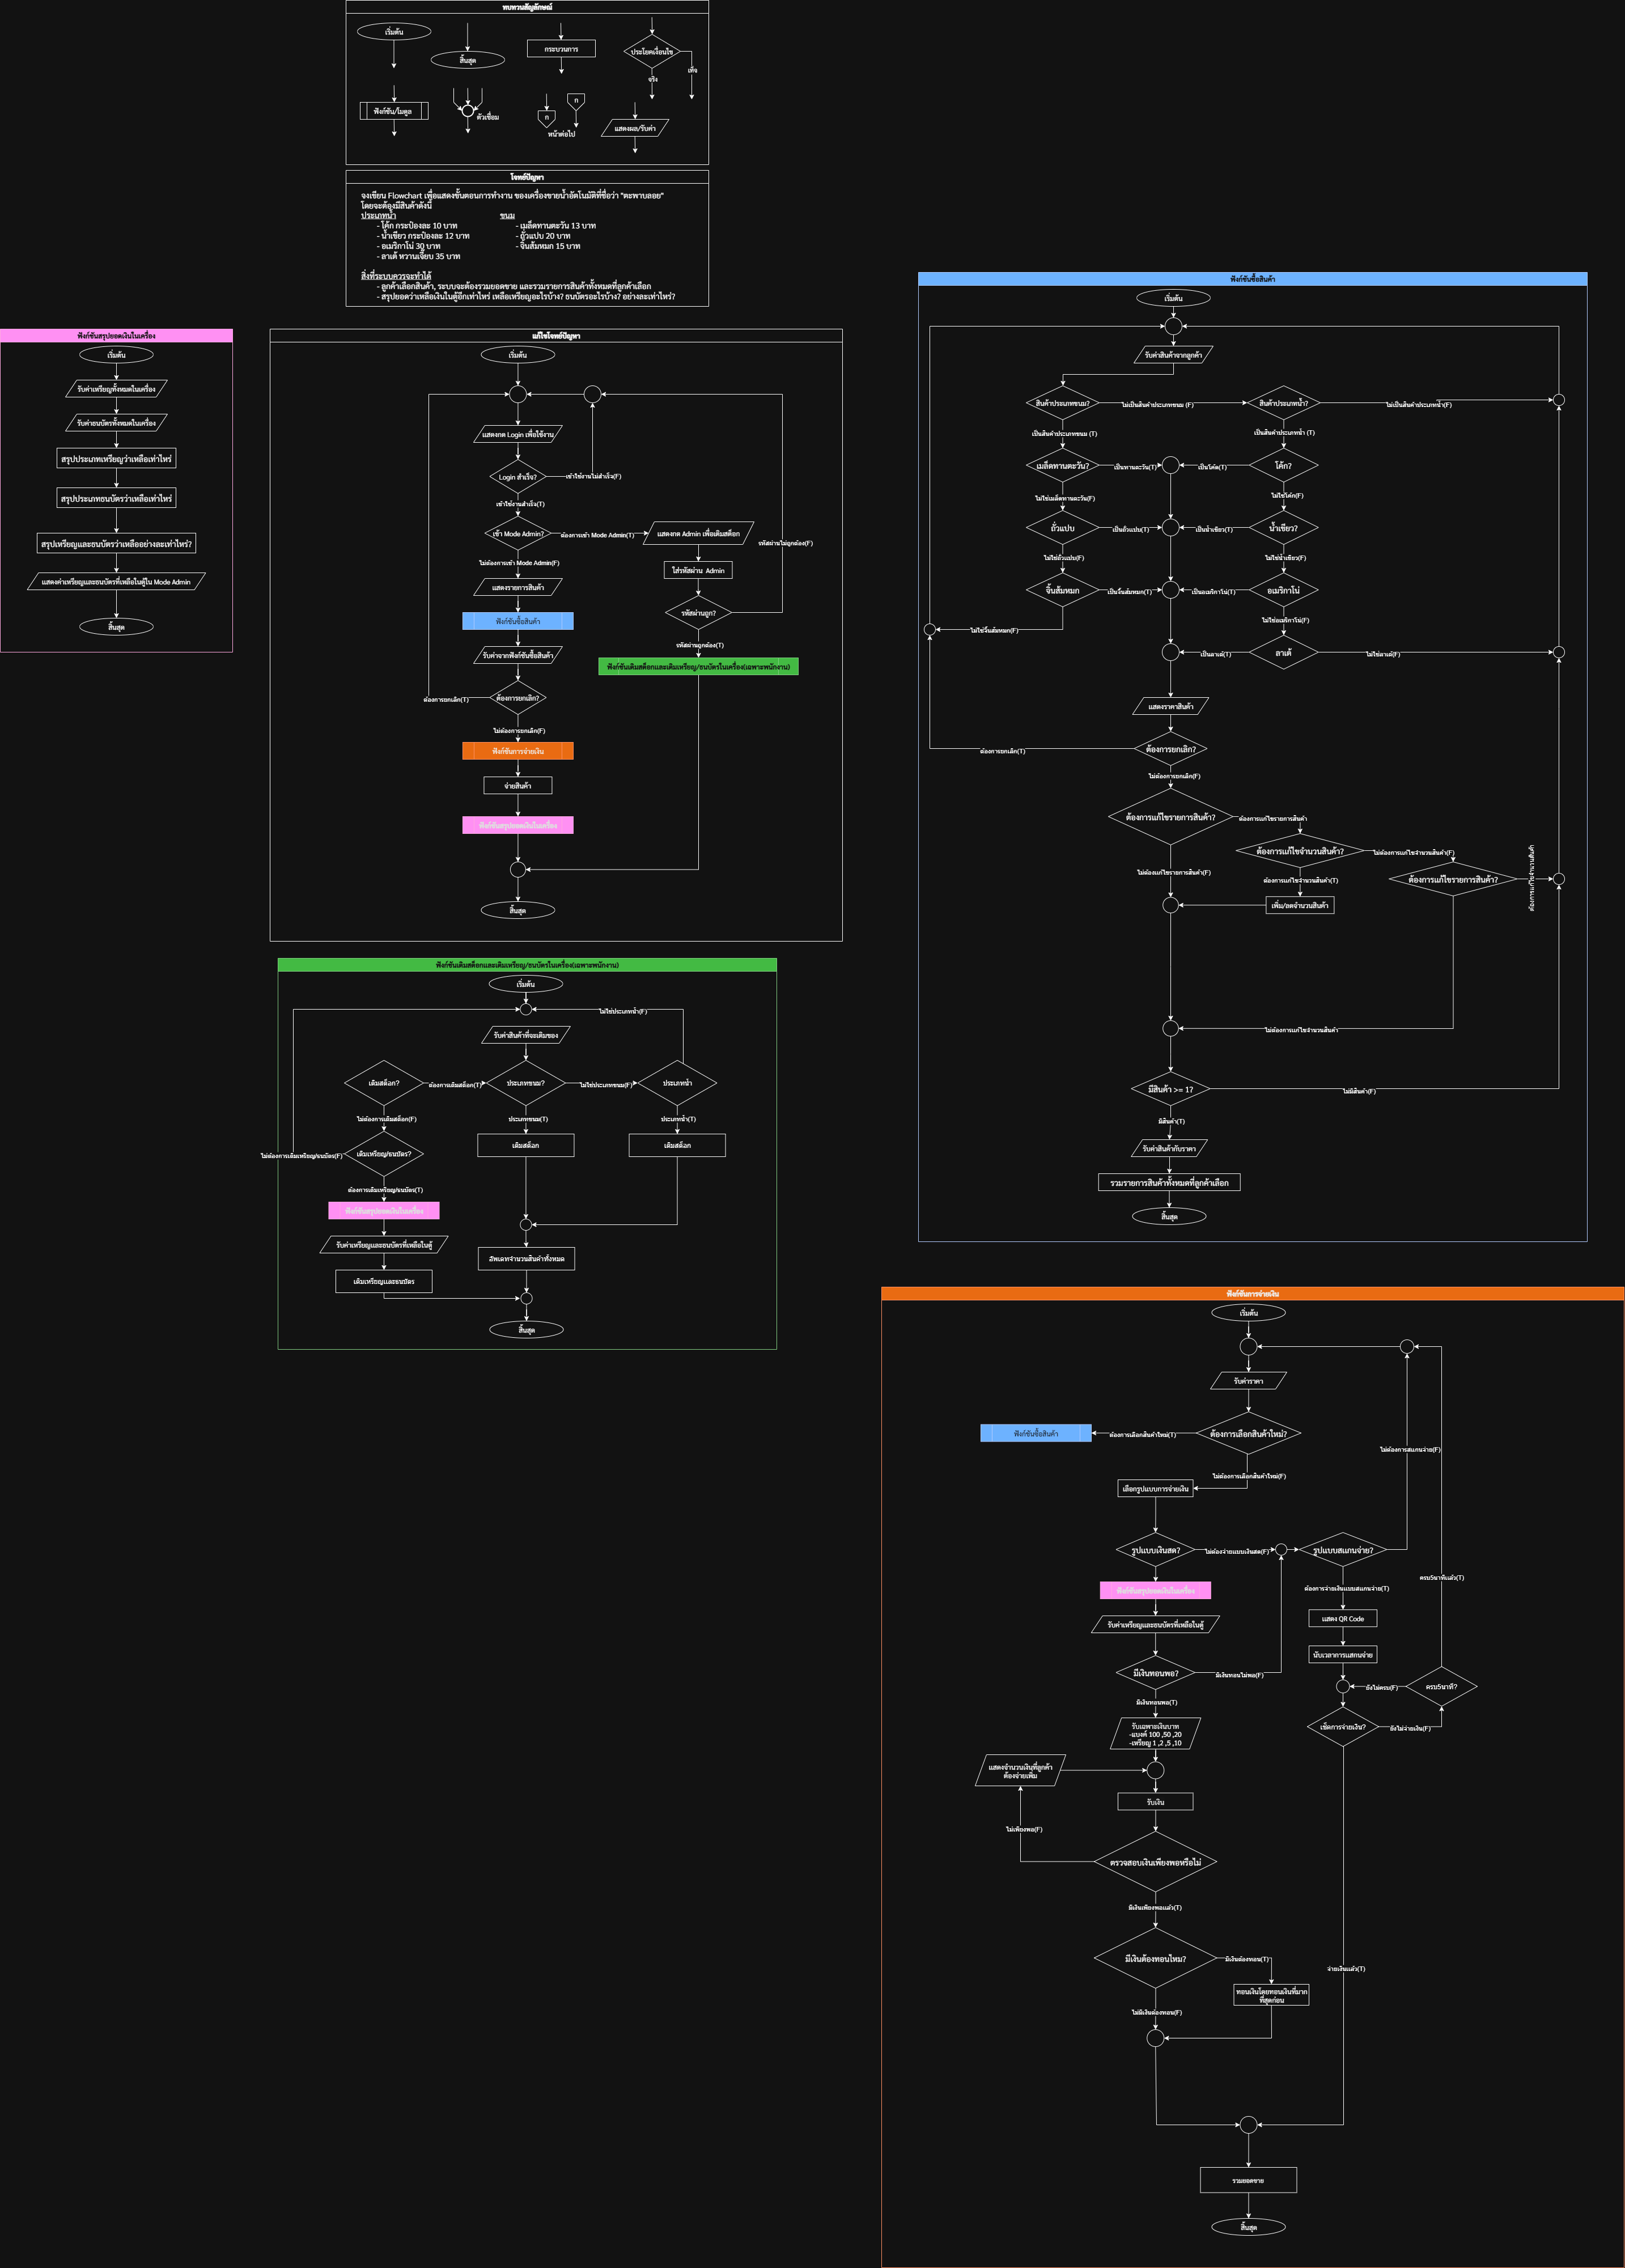 ทบทวนสัญลักษณ์
เริ่มต้น
สิ้นสุด
กระบวนการ
ประโยคเงื่อนไข
เท็จ
จริง
ฟังก์ชัน/โมดูล
ตัวเชื่อม
ก
ก
หน้าต่อไป
แสดงผล/รับค่า
โจทย์ปัญหา
จงเขียน Flowchart เพื่อแสดงขั้นตอนการทำงาน ของเครื่องขายน้ำอัตโนมัติที่ชื่อว่า "ตะพาบลอย"
โดยจะต้องมีสินค้าดังนี้
ประเภทน้ำ
- โค้ก กระป๋องละ 10 บาท
- น้ำเขียว กระป๋องละ 12 บาท
- อเมริกาโน่ 30 บาท
- ลาเต้ หวานเจี๊ยบ 35 บาท
ขนม
- เมล็ดทานตะวัน 13 บาท
- ถั่วแปบ 20 บาท
- จิ้นส้มหมก 15 บาท
สิ่งที่ระบบควรจะทำได้
- ลูกค้าเลือกสินค้า, ระบบจะต้องรวมยอดขาย และรวมรายการสินค้าทั้งหมดที่ลูกค้าเลือก
- สรุปยอดว่าเหลือเงินในตู้อีกเท่าไหร่ เหลือเหรียญอะไรบ้าง? ธนบัตรอะไรบ้าง? อย่างละเท่าไหร่?
ฟังก์ชันสรุปยอดเงินในเครื่อง
เริ่มต้น
รับค่าเหรียญทั้งหมดในเครื่อง
รับค่าธนบัตรทั้งหมดในเครื่อง
สรุปประเภทเหรียญว่าเหลือเท่าไหร่
สรุปประเภทธนบัตรว่าเหลือเท่าไหร่
สรุปเหรียญและธนบัตรว่าเหลืออย่างละเท่าไหร่?
แสดงค่าเหรียญและธนบัตรที่เหลือในตู้ใน Mode Admin
สิ้นสุด
แก้ไขโจทย์ปัญหา
เริ่มต้น
แสดงกด Login เพื่อใช้งาน
Login สำเร็จ?
เข้าใช้งานไม่สำเร็จ(F)
เข้าใช้งานสำเร็จ(T)
เข้า Mode Admin?
ต้องการเข้า Mode Admin(T)
แสดงกด Admin เพื่อเติมสต็อก
รหัสผ่านไม่ถูกต้อง(F)
ไม่ต้องการเข้า Mode Admin(F)
ใส่รหัสผ่าน Admin
แสดงรายการสินค้า
รหัสผ่านถูก?
ฟังก์ชันซื้อสินค้า
รหัสผ่านถูกต้อง(T)
รับค่าจากฟังก์ชันซื้อสินค้า
ฟังก์ชันเติมสต็อกและเติมเหรียญ/ธนบัตรในเครื่อง(เฉพาะพนักงาน)
ต้องการยกเลิก(T)
ต้องการยกเลิก?
ไม่ต้องการยกเลิก(F)
ฟังก์ชันการจ่ายเงิน
จ่ายสินค้า
ฟังก์ชันสรุปยอดเงินในเครื่อง
สิ้นสุด
ฟังก์ชันเติมสต็อกและเติมเหรียญ/ธนบัตรในเครื่อง(เฉพาะพนักงาน)
เริ่มต้น
ไม่ใช่ประเภทน้ำ(F)
รับค่าสินค้าที่จะเติมของ
เติมสต็อก?
ต้องการเติมสต็อก(T)
ประเภทขนม?
ไม่ใช่ประเภทขนม(F)
ประเภทน้ำ
ไม่ต้องการเติมสต็อก(F)
ประเภทขนม(T)
ประเภทน้ำ(T)
เติมสต็อก
เติมสต็อก
ไม่ต้องการเติมเหรียญ/ธนบัตร(F)
เติมเหรียญ/ธนบัตร?
ต้องการเติมเหรียญ/ธนบัตร(T)
ฟังก์ชันสรุปยอดเงินในเครื่อง
รับค่าเหรียญและธนบัตรที่เหลือในตู้
อัพเดทจำนวนสินค้าทั้งหมด
เติมเหรียญและธนบัตร
สิ้นสุด
ฟังก์ชันซื้อสินค้า
เริ่มต้น
รับค่าสินค้าจากลูกค้า
สินค้าประเภทขนม?
ไม่เป็นสินค้าประเภทขนม (F)
สินค้าประเภทน้ำ?
ไม่เป็นสินค้าประเภทน้ำ(F)
เป็นสินค้าประเภทขนม (T)
เป็นสินค้าประเภทน้ำ (T)
เมล็ดทานตะวัน?
เป็นทานตะวัน(T)
เป็นโค้ก(T)
โค้ก?
ไม่ใช่เมล็ดทานตะวัน(F)
ไม่ใช่โค้ก(F)
ถั่วแปบ
เป็นถั่วแปบ(T)
เป็นน้ำเขียว(T)
น้ำเขียว?
ไม่ใช่ถั่วแปบ(F)
ไม่ใช่น้ำเขียว(F)
จิ้นส้มหมก
เป็นจิ้นส้มหมก(T)
เป็นอเมริกาโน่(T)
อเมริกาโน่
ไม่ใช่จิ้นส้มหมก(F)
ไม่ใช่อเมริกาโน่(F)
เป็นลาเต้(T)
ลาเต้
ไม่ใช่ลาเต้(F)
แสดงราคาสินค้า
ต้องการยกเลิก(T)
ต้องการยกเลิก?
ไม่ต้องการยกเลิก(F)
ต้องการแก้ไขรายการสินค้า?
ต้องการแก้ไขรายการสินค้า
ต้องการแก้ไขจำนวนสินค้า?
ไม่ต้องการแก้ไขจำนวนสินค้า(F)
ไม่ต้องแก้ไขรายการสินค้า(F)
ต้องการแก้ไขจำนวนสินค้า(T)
ต้องการแก้ไขรายการสินค้า?
ต้องการแก้ไขจำนวนสินค้า
เพิ่ม/ลดจำนวนสินค้า
ไม่ต้องการแก้ไขจำนวนสินค้า
มีสินค้า >= 1?
ไม่มีสินค้า(F)
มีสินค้า(T)
รับค่าสินค้ากับราคา
รวมรายการสินค้าทั้งหมดที่ลูกค้าเลือก
สิ้นสุด
ฟังก์ชันการจ่ายเงิน
เริ่มต้น
รับค่าราคา
ฟังก์ชันซื้อสินค้า
ต้องการเลือกสินค้าใหม่(T)
ต้องการเลือกสินค้าใหม่?
ไม่ต้องการสแกนจ่าย(F)
ไม่ต้องการเลือกสินค้าใหม่(F)
เลือกรูปแบบการจ่ายเงิน
รูปแบบเงินสด?
ไม่ต้องจ่ายแบบเงินสด(F)
รูปแบบสแกนจ่าย?
ครบ5นาทีแล้ว(T)
ฟังก์ชันสรุปยอดเงินในเครื่อง
ต้องการจ่ายเงินแบบสแกนจ่าย(T)
รับค่าเหรียญและธนบัตรที่เหลือในตู้
แสดง QR Code
นับเวลาการแสกนจ่าย
มีเงินทอนพอ?
มีเงินทอนไม่พอ(F)
ยังไม่ครบ(F)
ครบ5นาที?
มีเงินทอนพอ(T)
เช็คการจ่ายเงิน?
ยังไม่จ่ายเงิน(F)
รับเฉพาะเงินบาท
-แบงค์ 100 ,50 ,20
-เหรียญ 1 ,2 ,5 ,10
แสดงจำนวนเงินที่ลูกค้า
ต้องจ่ายเพิ่ม
รับเงิน
ไม่เพียงพอ(F)
ตรวจสอบเงินเพียงพอหรือไม่
มีเงินเพียงพอแล้ว(T)
มีเงินต้องทอนไหม?
มีเงินต้องทอน(T)
จ่ายเงินแล้ว(T)
ทอนเงินโดยทอนเงินที่มาก
ที่สุดก่อน
ไม่มีเงินต้องทอน(F)
รวมยอดขาย
สิ้นสุด